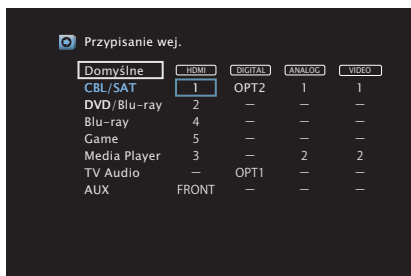 Przypisanie wej.
Domyślne HDMI DIGITAL ANALOG VIDEO
CBL/SAT 1 OPT2 1 1
DVD/Blu-ray 2 – – –
Blu-ray 4 – – –
Game 5 – – –
Media Player 3 – 2 2
TV Audio – OPT1 – –
AUX FRONT – – –